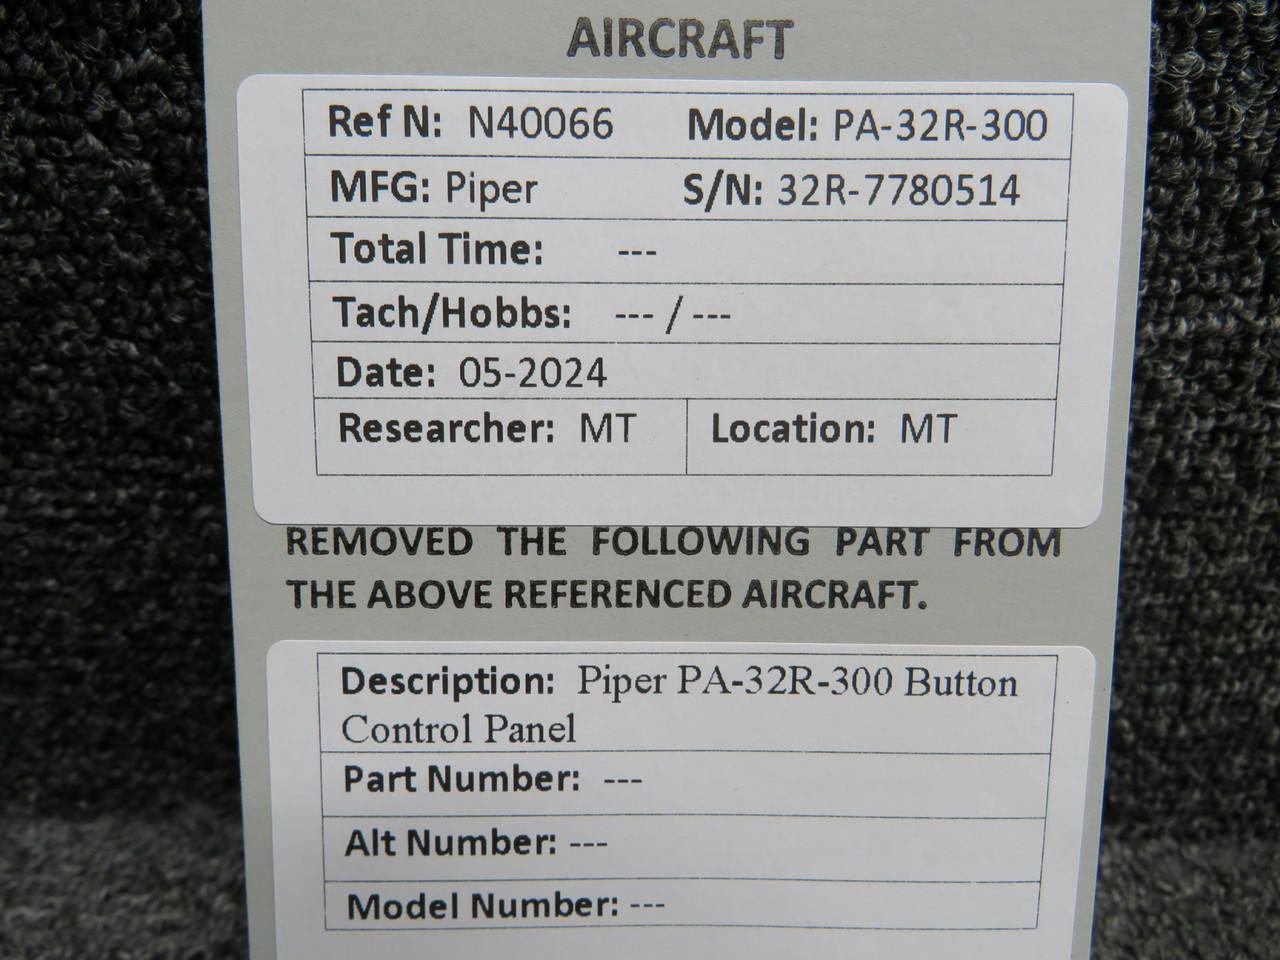 AIRCRAFT
Ref N: N40066 Model: PA-32R-300
MFG: Piper S/N: 32R-7780514
Total Time: ---
Tach/Hobbs: --- / ---
Date: 05-2024
Researcher: MT Location: MT
REMOVED THE FOLLOWING PART FROM
THE ABOVE REFERENCED AIRCRAFT.
Description: Piper PA-32R-300 Button
Control Panel
Part Number: ---
Alt Number: ---
Model Number: ---